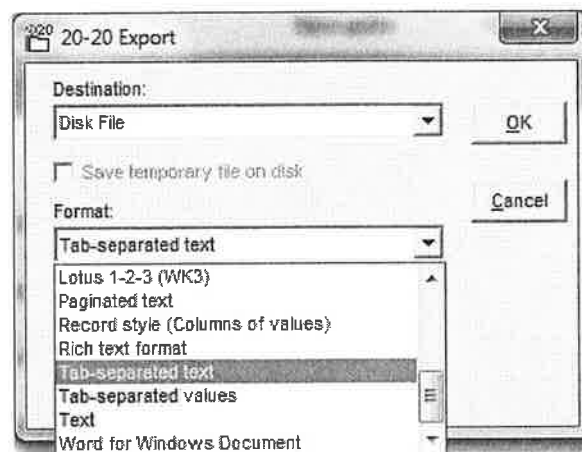 20-20 Export
Destination:
Disk File
OK
Save temporary file on disk
Cancel
Format:
Tab-separated text
Lotus 1-2-3 (WK3)
Paginated text
Record style (Columns of values)
Rich text format
Tab-separated text
Tab-separated values
Text
Word for Windows Document